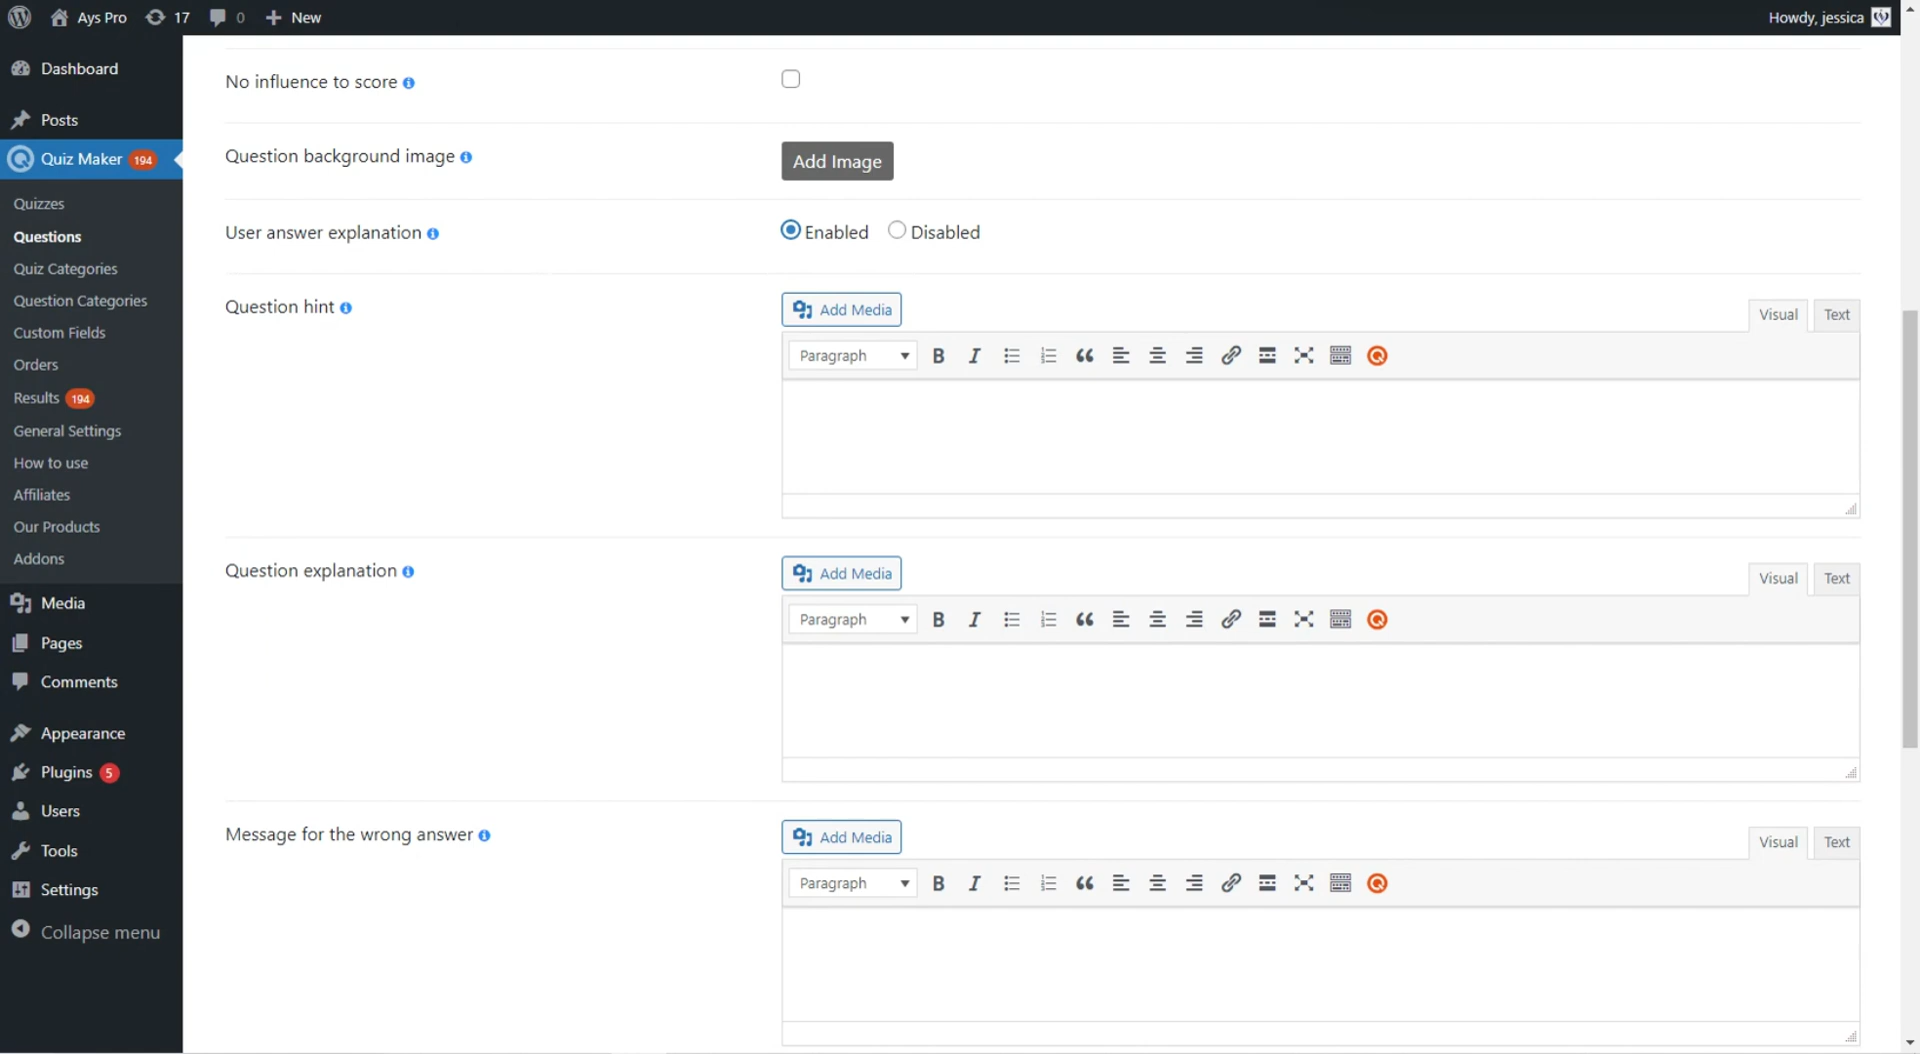 Ays Pro 17 0 New
Howdy, jessica
Dashboard
Posts
Quiz Maker 194
Quizzes
Questions
Quiz Categories
Question Categories
Custom Fields
Orders
Results 194
General Settings
How to use
Affiliates
Our Products
Addons
Media
Pages
Comments
Appearance
Plugins 5
Users
Tools
Settings
Collapse menu
No influence to score
Question background image
Add Image
User answer explanation
Enabled Disabled
Question hint
Add Media
Visual Text
Paragraph
Question explanation
Add Media
Visual Text
Paragraph
Message for the wrong answer
Add Media
Visual Text
Paragraph